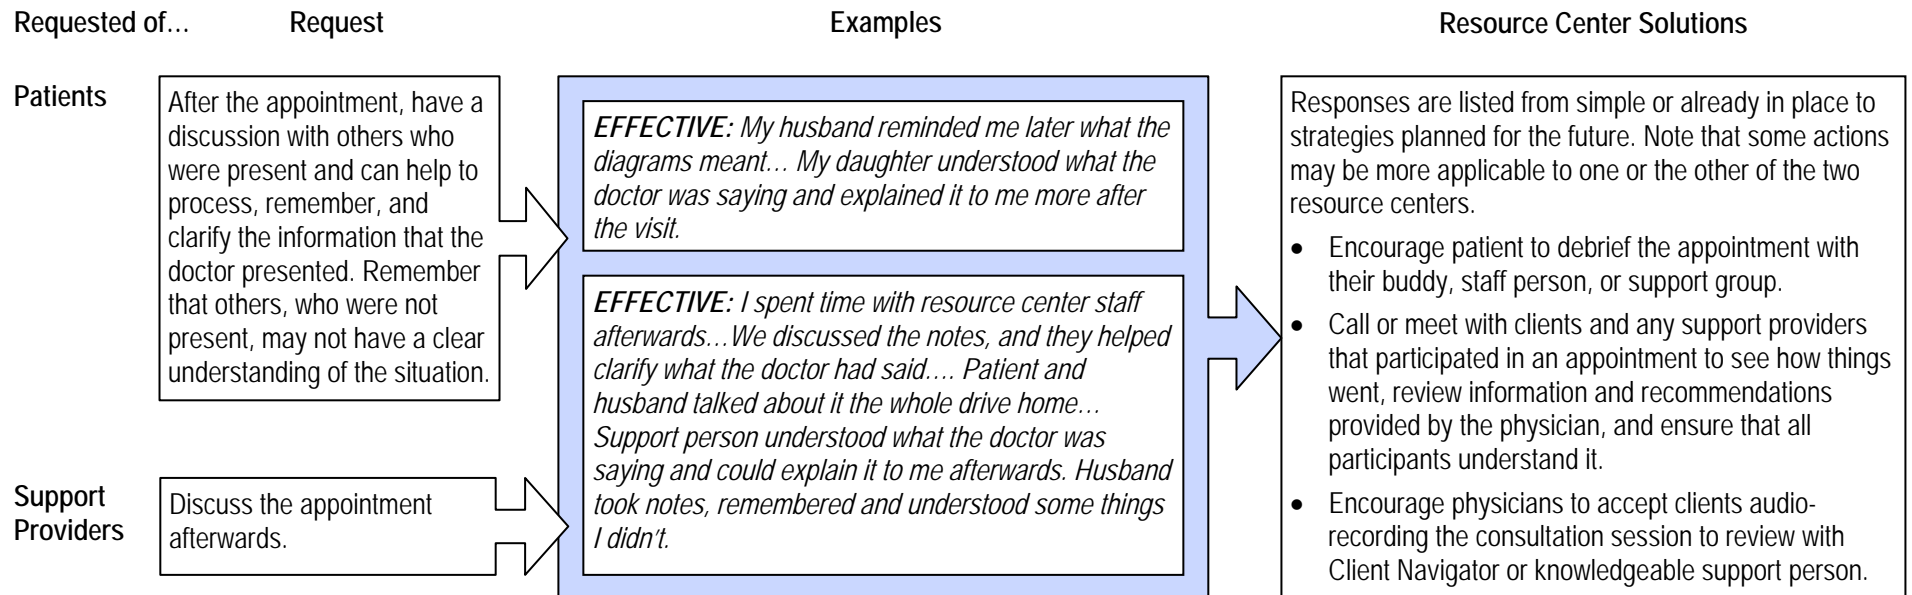 Requested of… Request Examples Resource Center Solutions
Patients
After the appointment, have a
discussion with others who
were present and can help to
process, remember, and
clarify the information that the
doctor presented. Remember
that others, who were not
present, may not have a clear
understanding of the situation.
EFFECTIVE: My husband reminded me later what the
diagrams meant… My daughter understood what the
doctor was saying and explained it to me more after
the visit.
EFFECTIVE: I spent time with resource center staff
afterwards…We discussed the notes, and they helped
clarify what the doctor had said…. Patient and
husband talked about it the whole drive home…
Support person understood what the doctor was
saying and could explain it to me afterwards. Husband
took notes, remembered and understood some things
I didn't.
Responses are listed from simple or already in place to
strategies planned for the future. Note that some actions
may be more applicable to one or the other of the two
resource centers.
• Encourage patient to debrief the appointment with
their buddy, staff person, or support group.
• Call or meet with clients and any support providers
that participated in an appointment to see how things
went, review information and recommendations
provided by the physician, and ensure that all
participants understand it.
• Encourage physicians to accept clients audio-
recording the consultation session to review with
Client Navigator or knowledgeable support person.
Support
Providers
Discuss the appointment
afterwards.